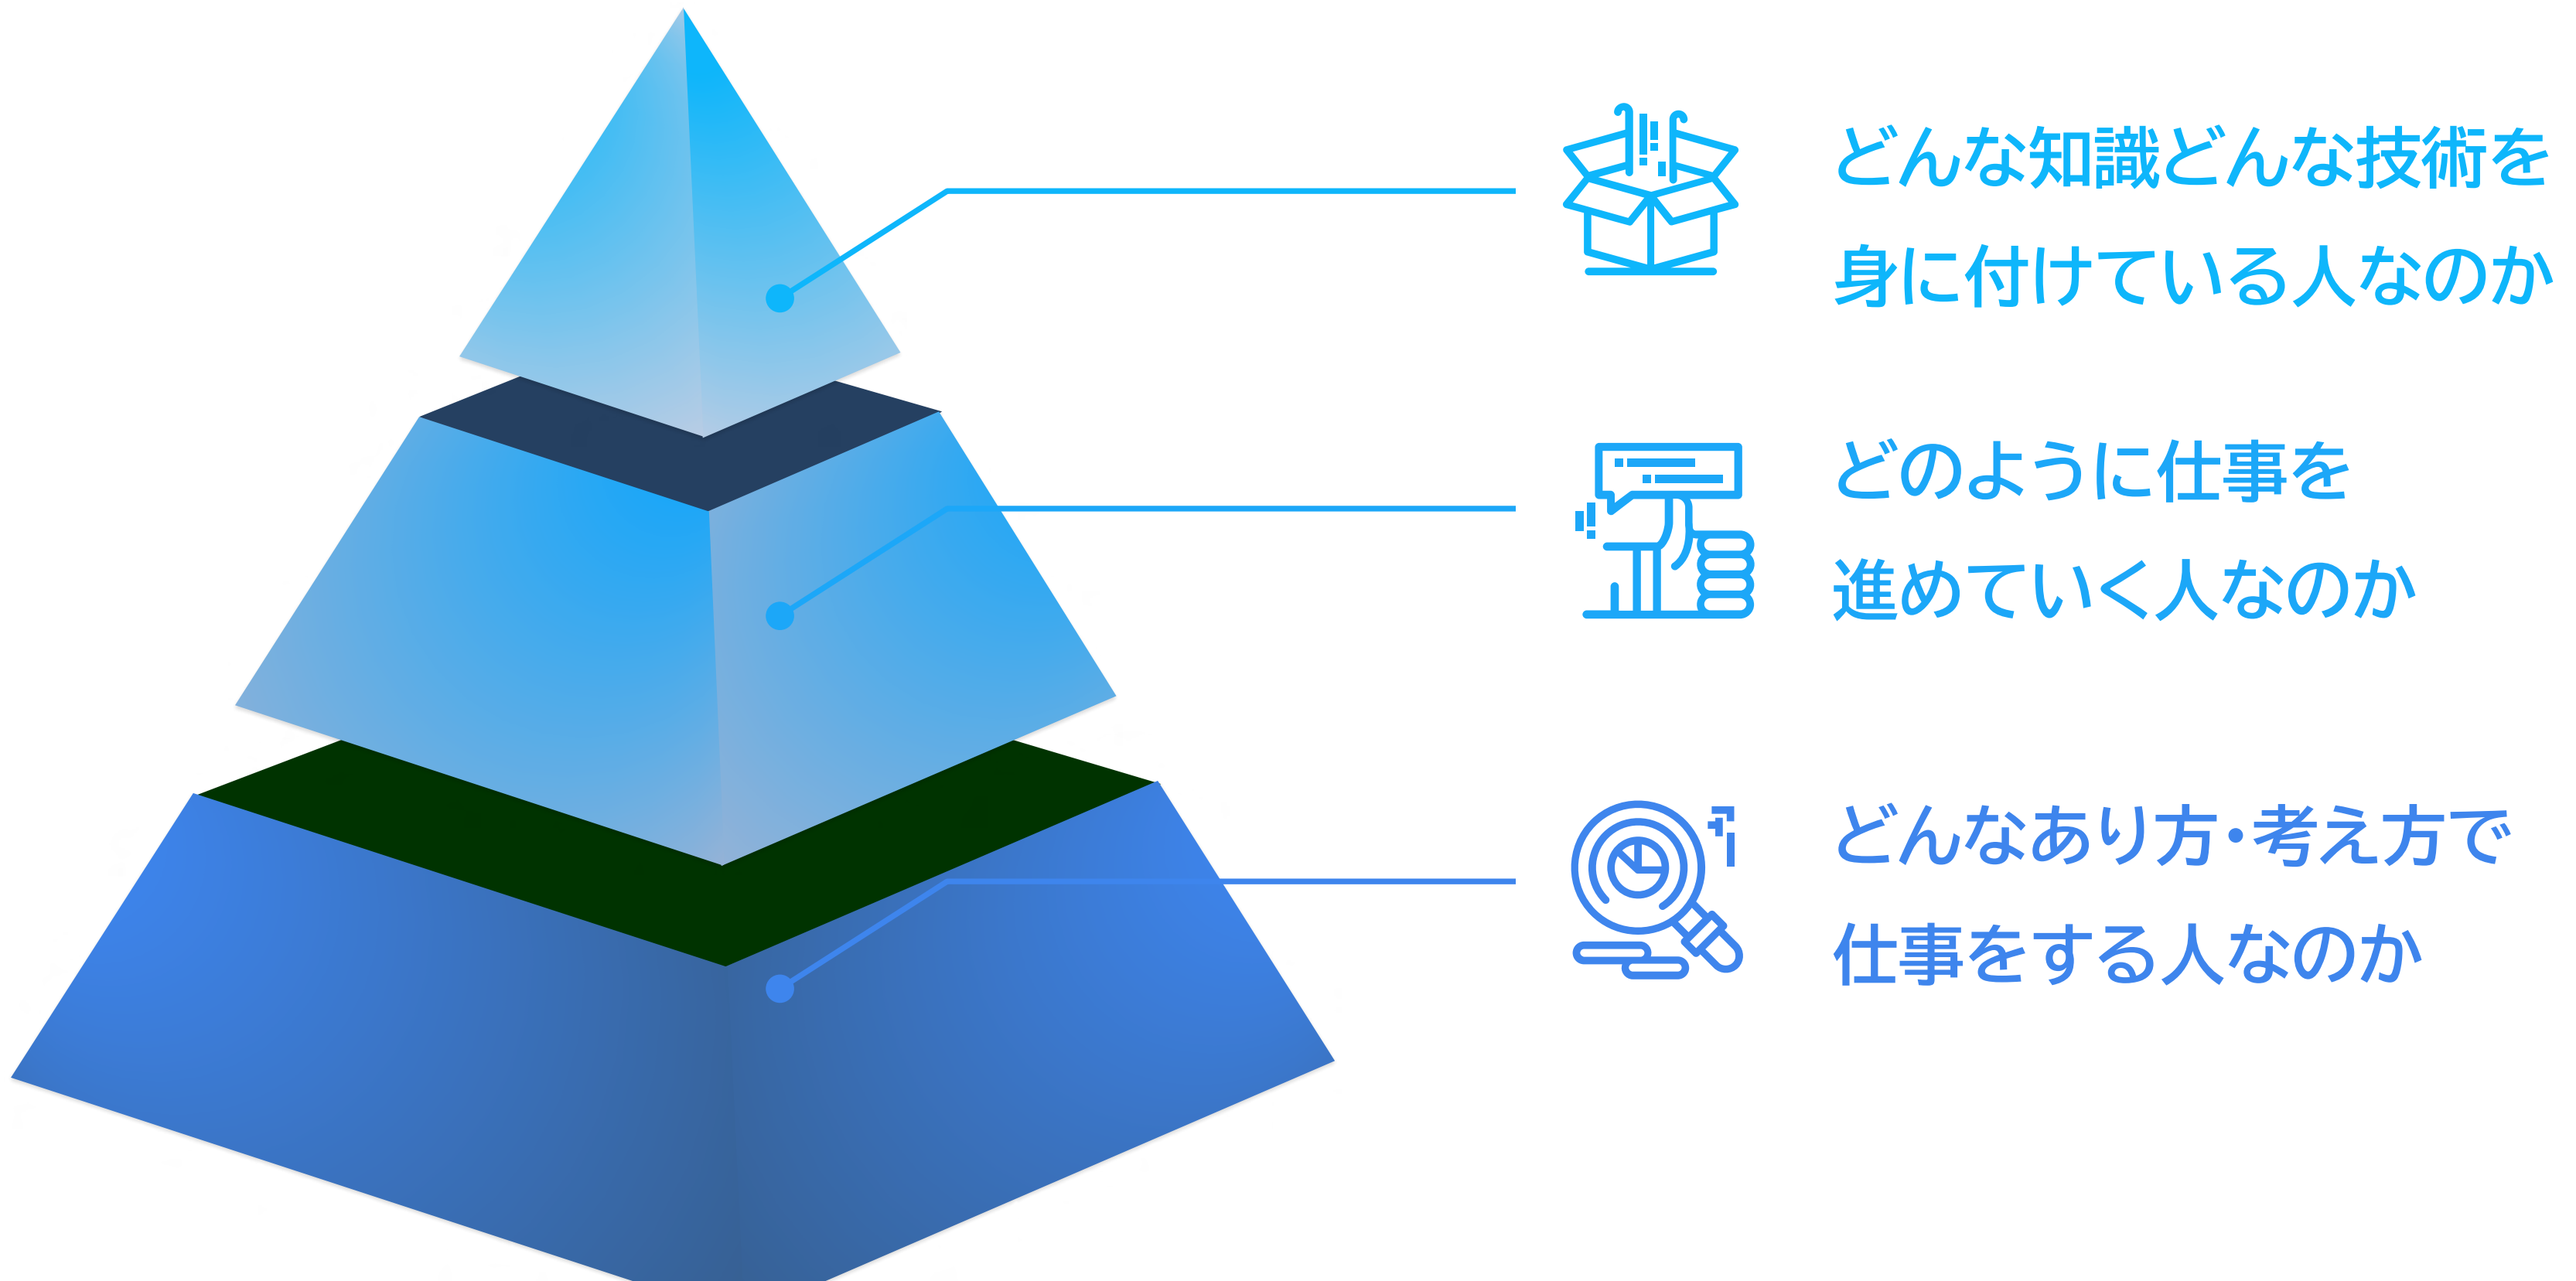 どんな知識どんな技術を
身に付けている人なのか
どのように仕事を
進めていく人なのか
どんなあり方・考え方で
仕事をする人なのか